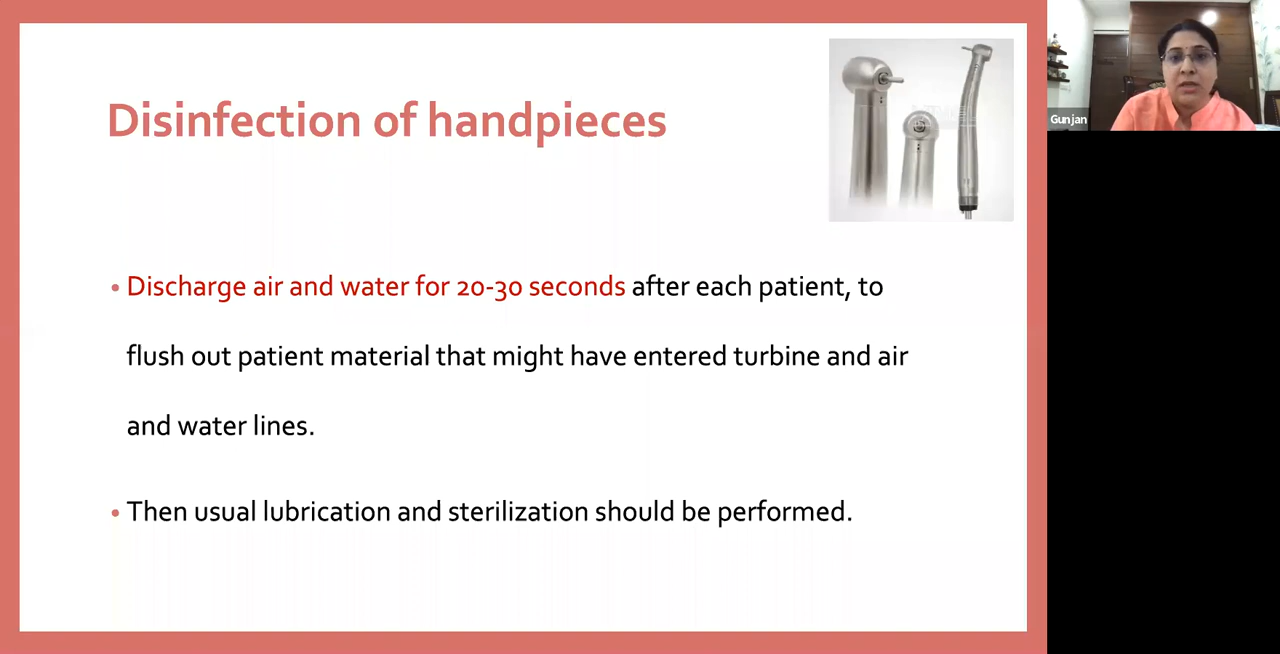 Disinfection of handpieces
• Discharge air and water for 20-30 seconds after each patient, to
flush out patient material that might have entered turbine and air
and water lines.
• Then usual lubrication and sterilization should be performed.
Gunjan